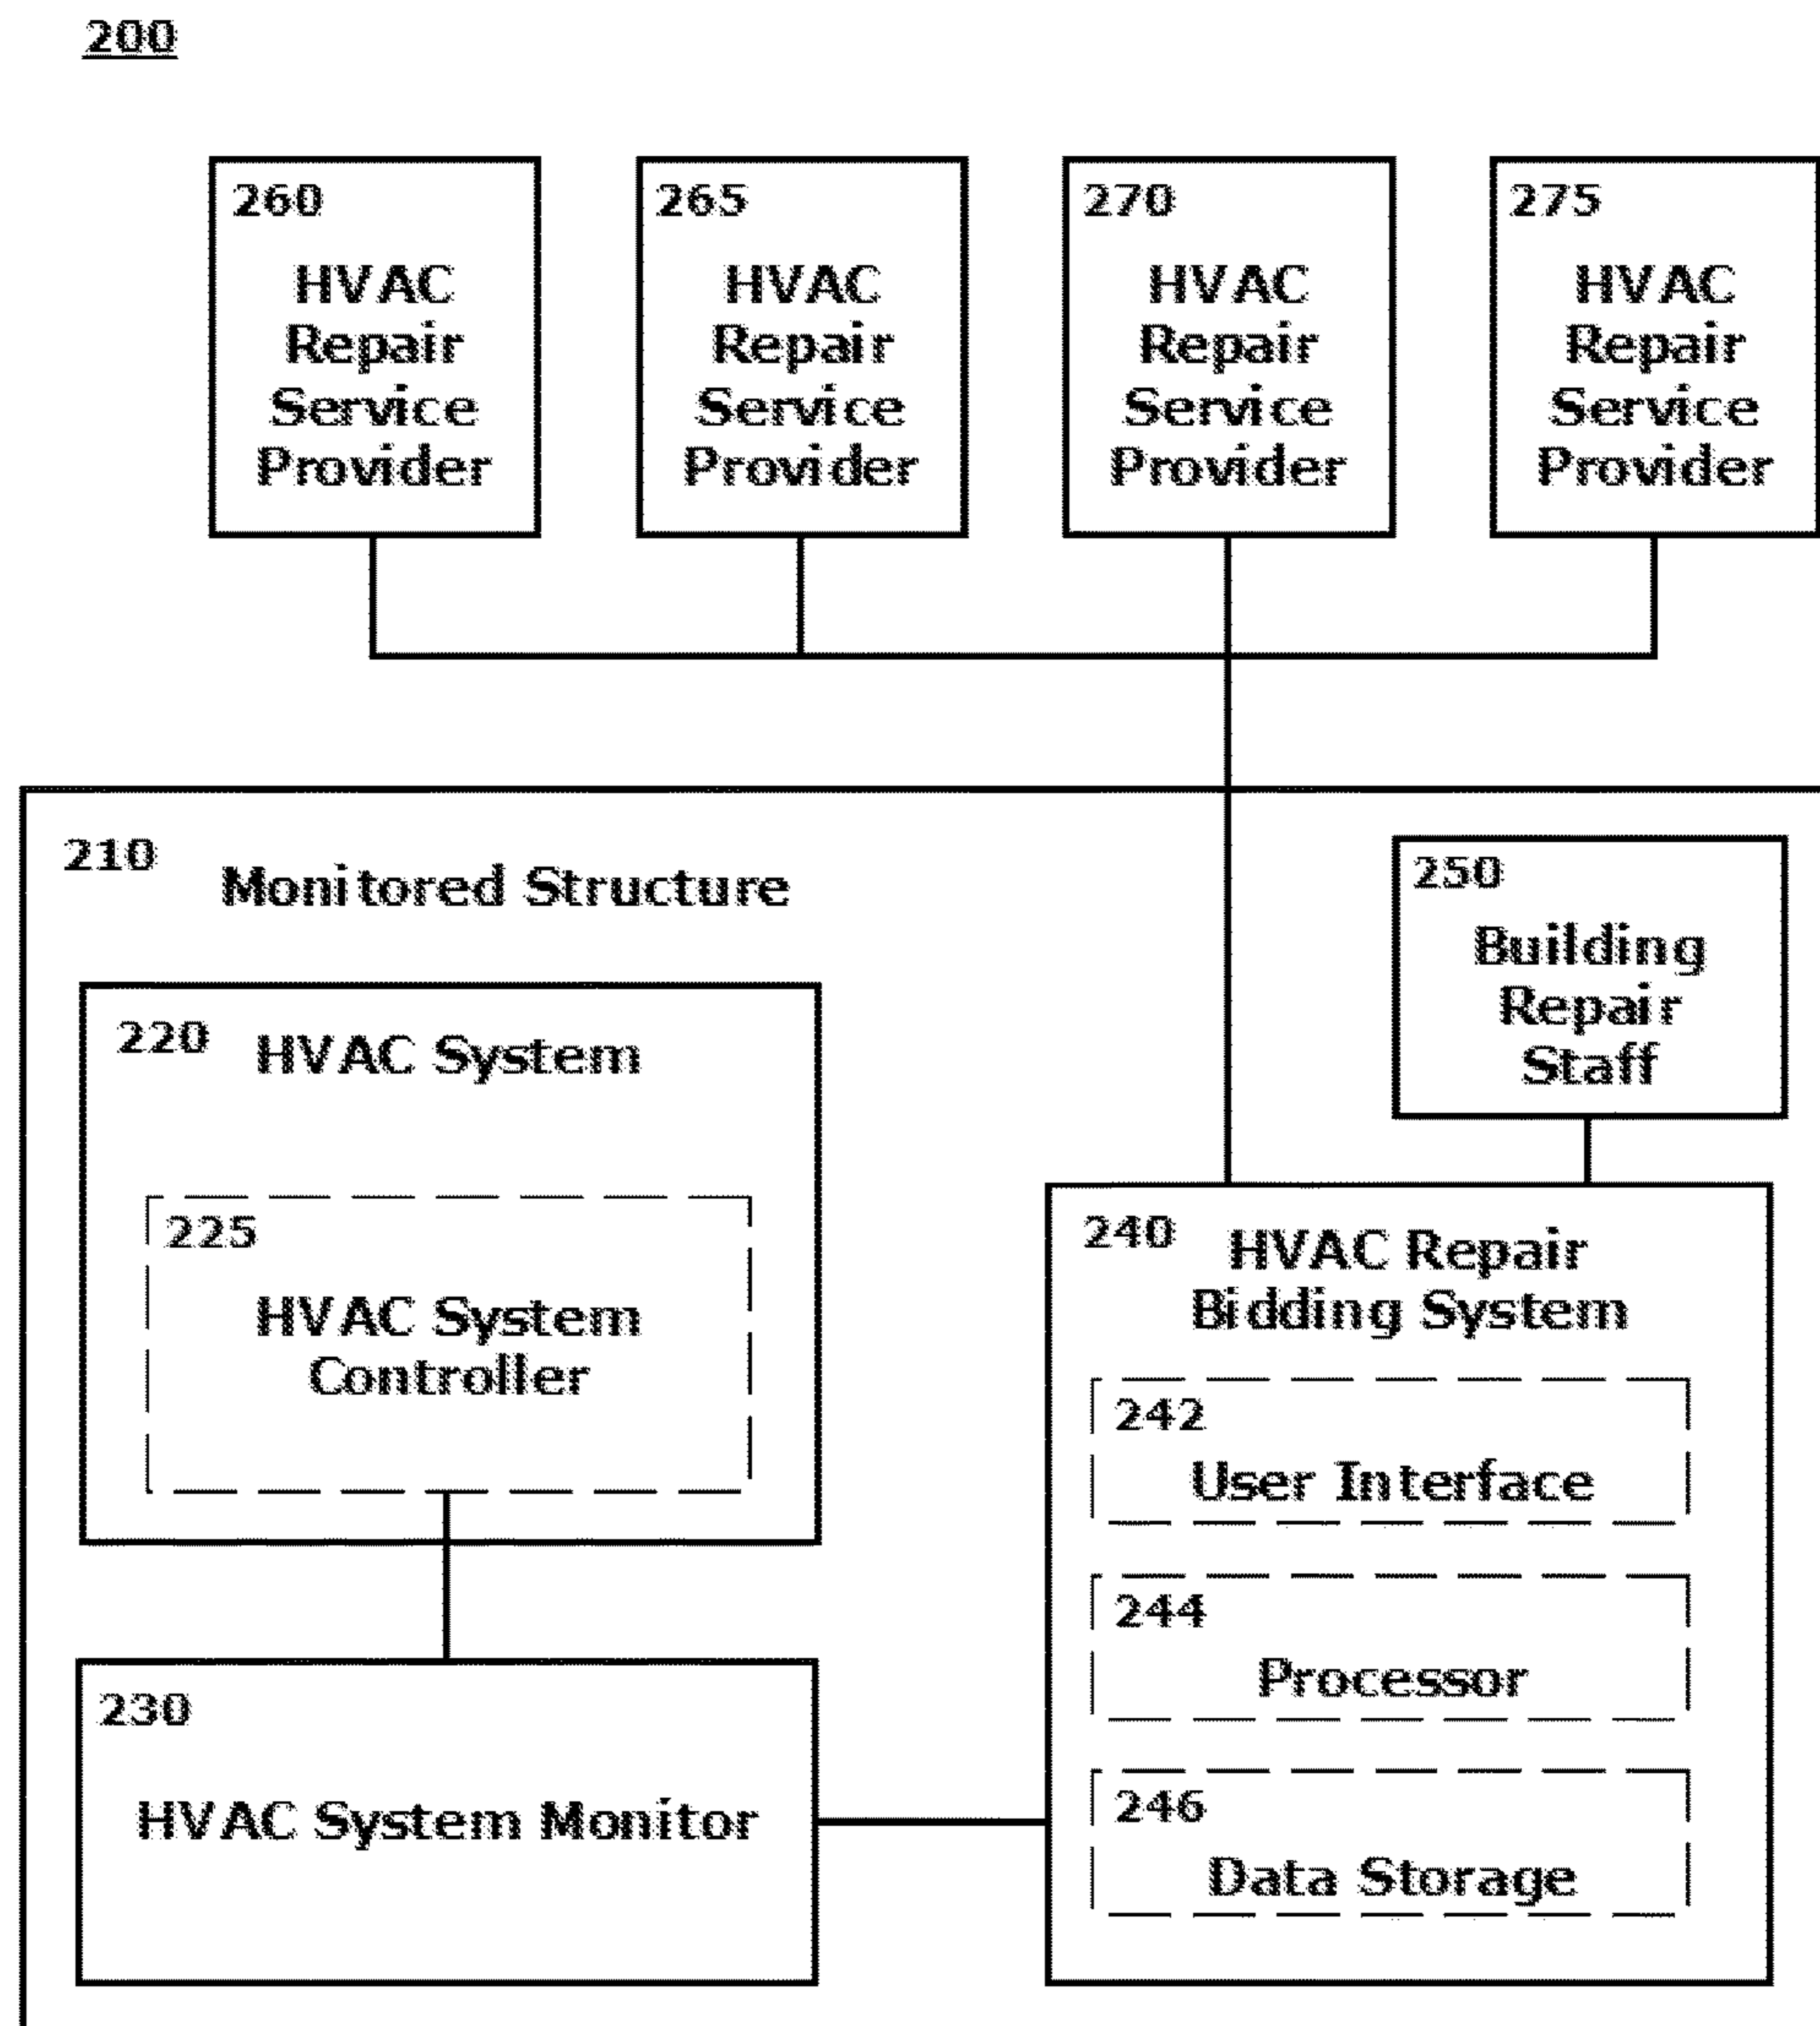 200
260
HVAC
Repair
Service
Provider
265
HVAC
Repair
Service
Provider
270
HVAC
Repair
Service
Provider
275
HVAC
Repair
Service
Provider
210
Monitored Structure
250
Building
Repair
Staff
220
HVAC System
225
HVAC System
Controller
240
HVAC Repair
Bidding System
242
User Interface
244
Processor
246
Data Storage
230
HVAC System Monitor